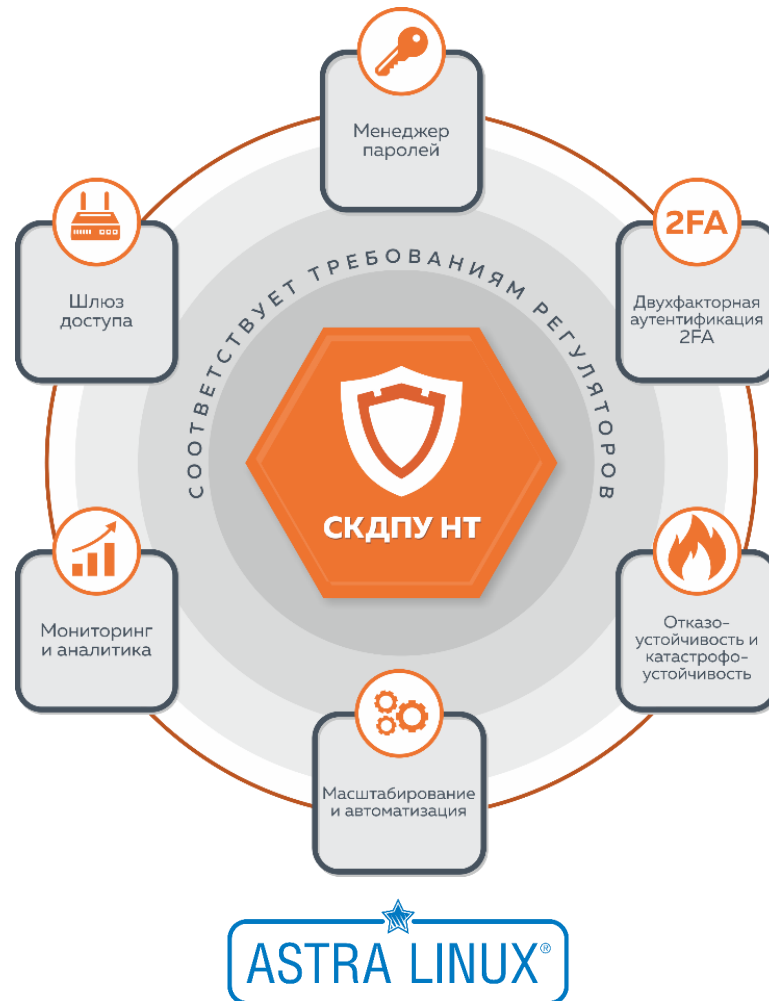 Менеджер
паролей
2FA
Двухфакторная
аутентификация
2FA
Шлюз
доступа
СООТВЕТСТВУЕТ ТРЕБОВАНИЯМ РЕГУЛЯТОРОВ
СКДПУ НТ
Мониторинг
и аналитика
Отказо-
устойчивость и
катастрофо-
устойчивость
Масштабирование
и автоматизация
ASTRA LINUX®